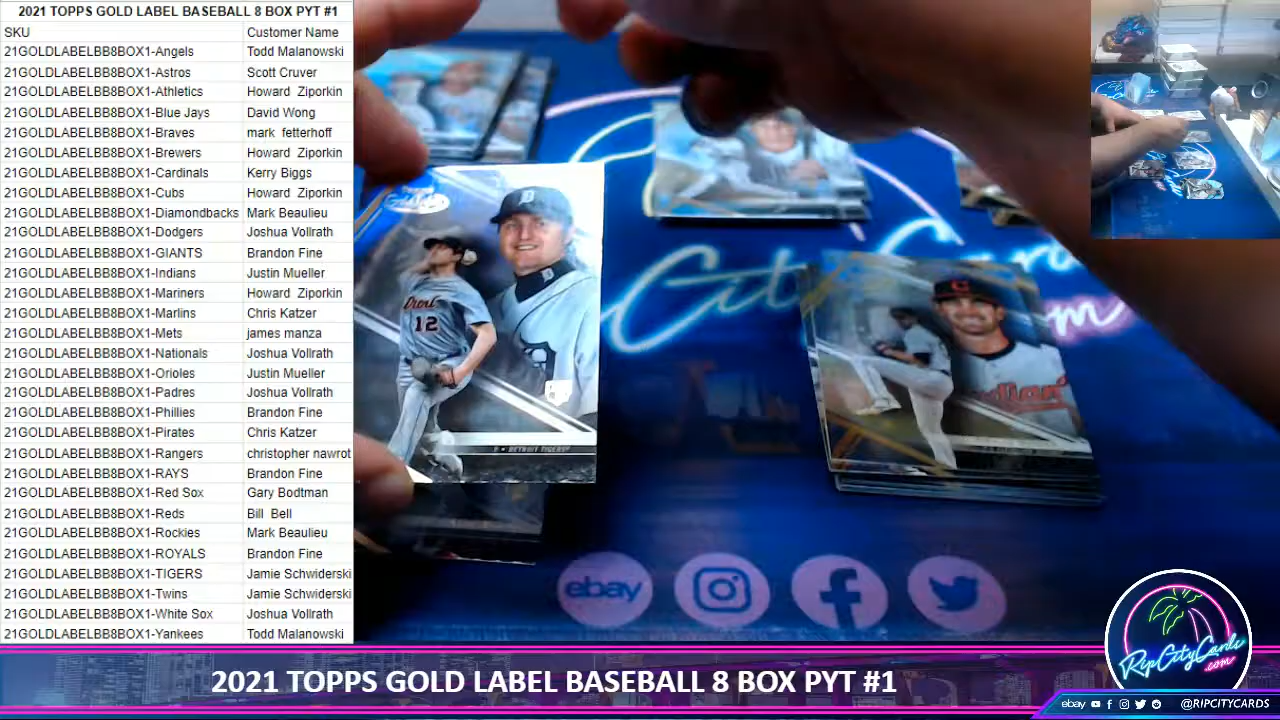 2021 TOPPS GOLD LABEL BASEBALL 8 BOX PYT #1
SKU Customer Name
21GOLDLABELBB8BOX1-Angels Todd Malanowski
21GOLDLABELBB8BOX1-Astros Scott Cruver
21GOLDLABELBB8BOX1-Athletics Howard Ziporkin
21GOLDLABELBB8BOX1-Blue Jays David Wong
21GOLDLABELBB8BOX1-Braves mark fetterhoff
21GOLDLABELBB8BOX1-Brewers Howard Ziporkin
21GOLDLABELBB8BOX1-Cardinals Kerry Biggs
21GOLDLABELBB8BOX1-Cubs Howard Ziporkin
21GOLDLABELBB8BOX1-Diamondbacks Mark Beaulieu
21GOLDLABELBB8BOX1-Dodgers Joshua Vollrath
21GOLDLABELBB8BOX1-GIANTS Brandon Fine
21GOLDLABELBB8BOX1-Indians Justin Mueller
21GOLDLABELBB8BOX1-Mariners Howard Ziporkin
21GOLDLABELBB8BOX1-Marlins Chris Katzer
21GOLDLABELBB8BOX1-Mets james manza
21GOLDLABELBB8BOX1-Nationals Joshua Vollrath
21GOLDLABELBB8BOX1-Orioles Justin Mueller
21GOLDLABELBB8BOX1-Padres Joshua Vollrath
21GOLDLABELBB8BOX1-Phillies Brandon Fine
21GOLDLABELBB8BOX1-Pirates Chris Katzer
21GOLDLABELBB8BOX1-Rangers christopher nawrot
21GOLDLABELBB8BOX1-RAYS Brandon Fine
21GOLDLABELBB8BOX1-Red Sox Gary Bodtman
21GOLDLABELBB8BOX1-Reds Bill Bell
21GOLDLABELBB8BOX1-Rockies Mark Beaulieu
21GOLDLABELBB8BOX1-ROYALS Brandon Fine
21GOLDLABELBB8BOX1-TIGERS Jamie Schwiderski
21GOLDLABELBB8BOX1-Twins Jamie Schwiderski
21GOLDLABELBB8BOX1-White Sox Joshua Vollrath
21GOLDLABELBB8BOX1-Yankees Todd Malanowski
D
12
DETROIT TIGERS
C
City
ebay
RipCityCards
.com
2021 TOPPS GOLD LABEL BASEBALL 8 BOX PYT #1
ebay @RIPCITYCARDS